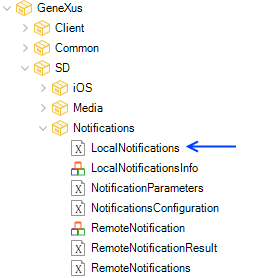 GeneXus
Client
Common
SD
iOS
Media
Notifications
LocalNotifications
LocalNotificationsInfo
NotificationParameters
NotificationsConfiguration
RemoteNotification
RemoteNotificationResult
RemoteNotifications